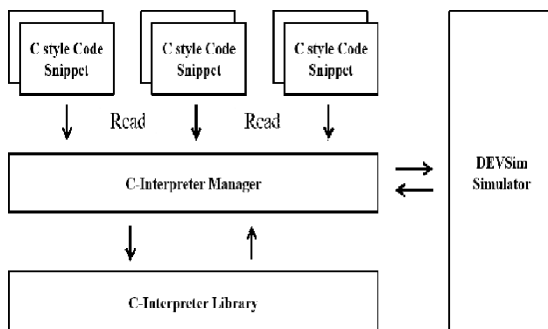 C style Code
Snippet
C style Code
Snippet
C style Code
Snippet
Read
Read
C-Interpreter Manager
DEVSim
Simulator
C-Interpreter Library